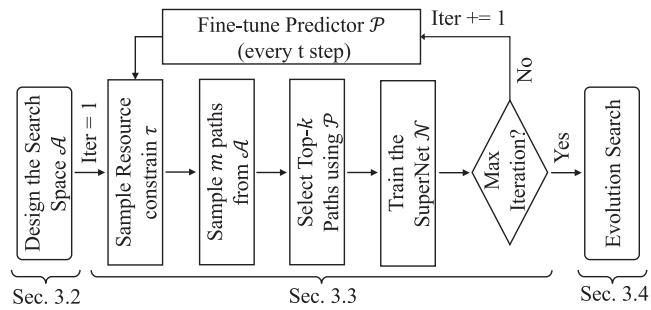 Fine-tune Predictor 𝒫
(every t step)
Iter += 1
Design the Search
Space 𝒜
Iter = 1
Sample Resource
constrain τ
Sample m paths
from 𝒜
Select Top-k
Paths using 𝒫
Train the
SuperNet 𝒩
Max
Iteration?
No
Yes
Evolution Search
Sec. 3.2
Sec. 3.3
Sec. 3.4